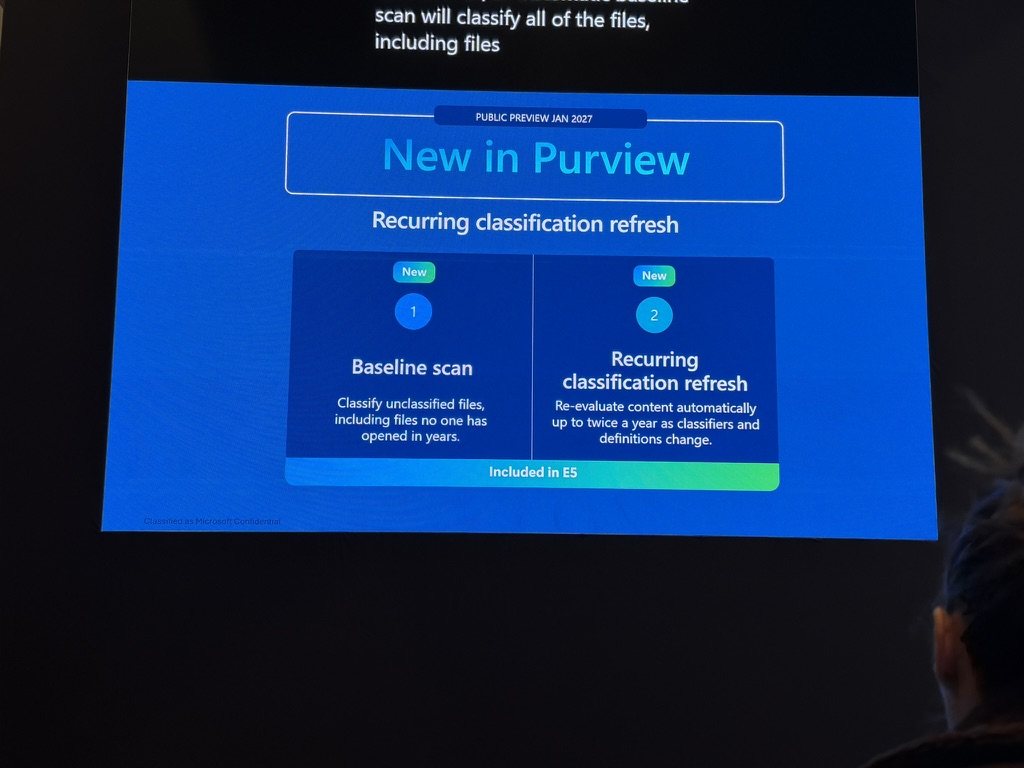 scan will classify all of the files,
including files
PUBLIC PREVIEW JAN 2027
New in Purview
Recurring classification refresh
New
1
Baseline scan
Classify unclassified files,
including files no one has
opened in years.
New
2
Recurring
classification refresh
Re-evaluate content automatically
up to twice a year as classifiers and
definitions change.
Included in E5
Classified as Microsoft Confidential